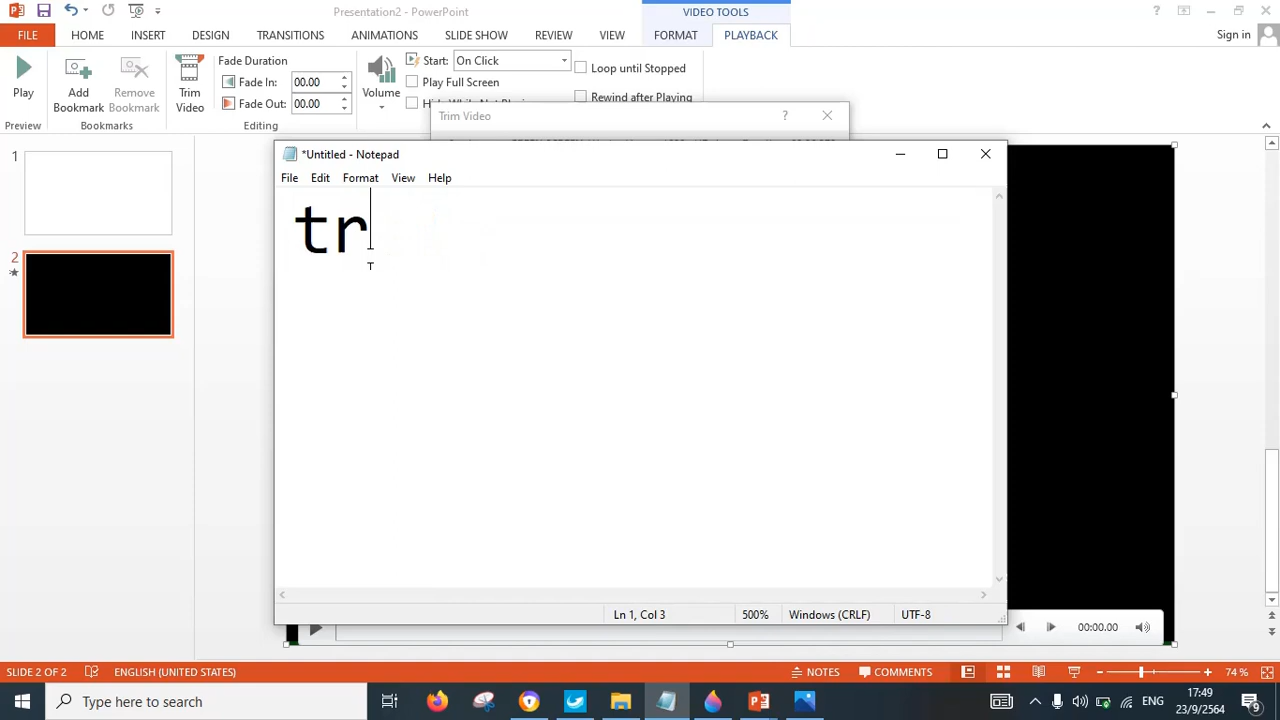 Presentation2 - PowerPoint
VIDEO TOOLS
?
FILE
HOME
INSERT
DESIGN
TRANSITIONS
ANIMATIONS
SLIDE SHOW
REVIEW
VIEW
FORMAT
PLAYBACK
Sign in
Play
Add
Bookmark
Remove
Bookmark
Trim
Video
Fade Duration
Fade In: 00.00
Fade Out: 00.00
Volume
Start: On Click
Play Full Screen
Hide While Not Playing
Loop until Stopped
Rewind after Playing
Preview
Bookmarks
Editing
Trim Video
?
1
2
*Untitled - Notepad
File
Edit
Format
View
Help
tr
Ln 1, Col 3
500%
Windows (CRLF)
UTF-8
00:00.00
SLIDE 2 OF 2
ENGLISH (UNITED STATES)
NOTES
COMMENTS
74 %
Type here to search
ENG
17:49
23/9/2564
9